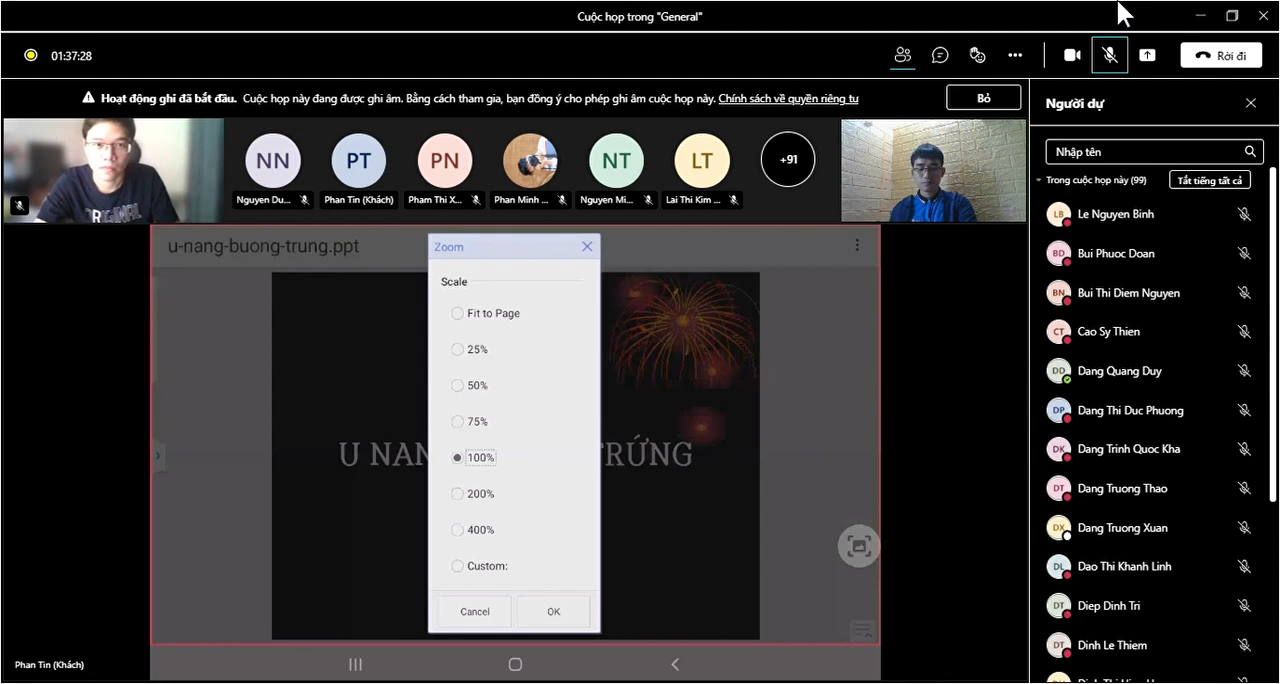 Cuộc họp trong "General"
01:37:28
Rời đi
Hoạt động ghi đã bắt đầu. Cuộc họp này đang được ghi âm. Bằng cách tham gia, bạn đồng ý cho phép ghi âm cuộc họp này. Chính sách về quyền riêng tư
Bỏ
ORIGINAL
NN
PT
PN
NT
LT
+91
Nguyen Du...
Phan Tin (Khách)
Pham Thi X...
Phan Minh ...
Nguyen Mi...
Lai Thi Kim ...
u-nang-buong-trung.ppt
U NAN
TRỨNG
Zoom
Scale
Fit to Page
25%
50%
75%
100%
200%
400%
Custom:
Cancel
OK
Phan Tin (Khách)
Người dự
Nhập tên
Trong cuộc họp này (99)
Tắt tiếng tất cả
LB Le Nguyen Binh
BD Bui Phuoc Doan
BN Bui Thi Diem Nguyen
CT Cao Sy Thien
DD Dang Quang Duy
DP Dang Thi Duc Phuong
DK Dang Trinh Quoc Kha
DT Dang Truong Thao
DX Dang Truong Xuan
DL Dao Thi Khanh Linh
DT Diep Dinh Tri
DT Dinh Le Thiem